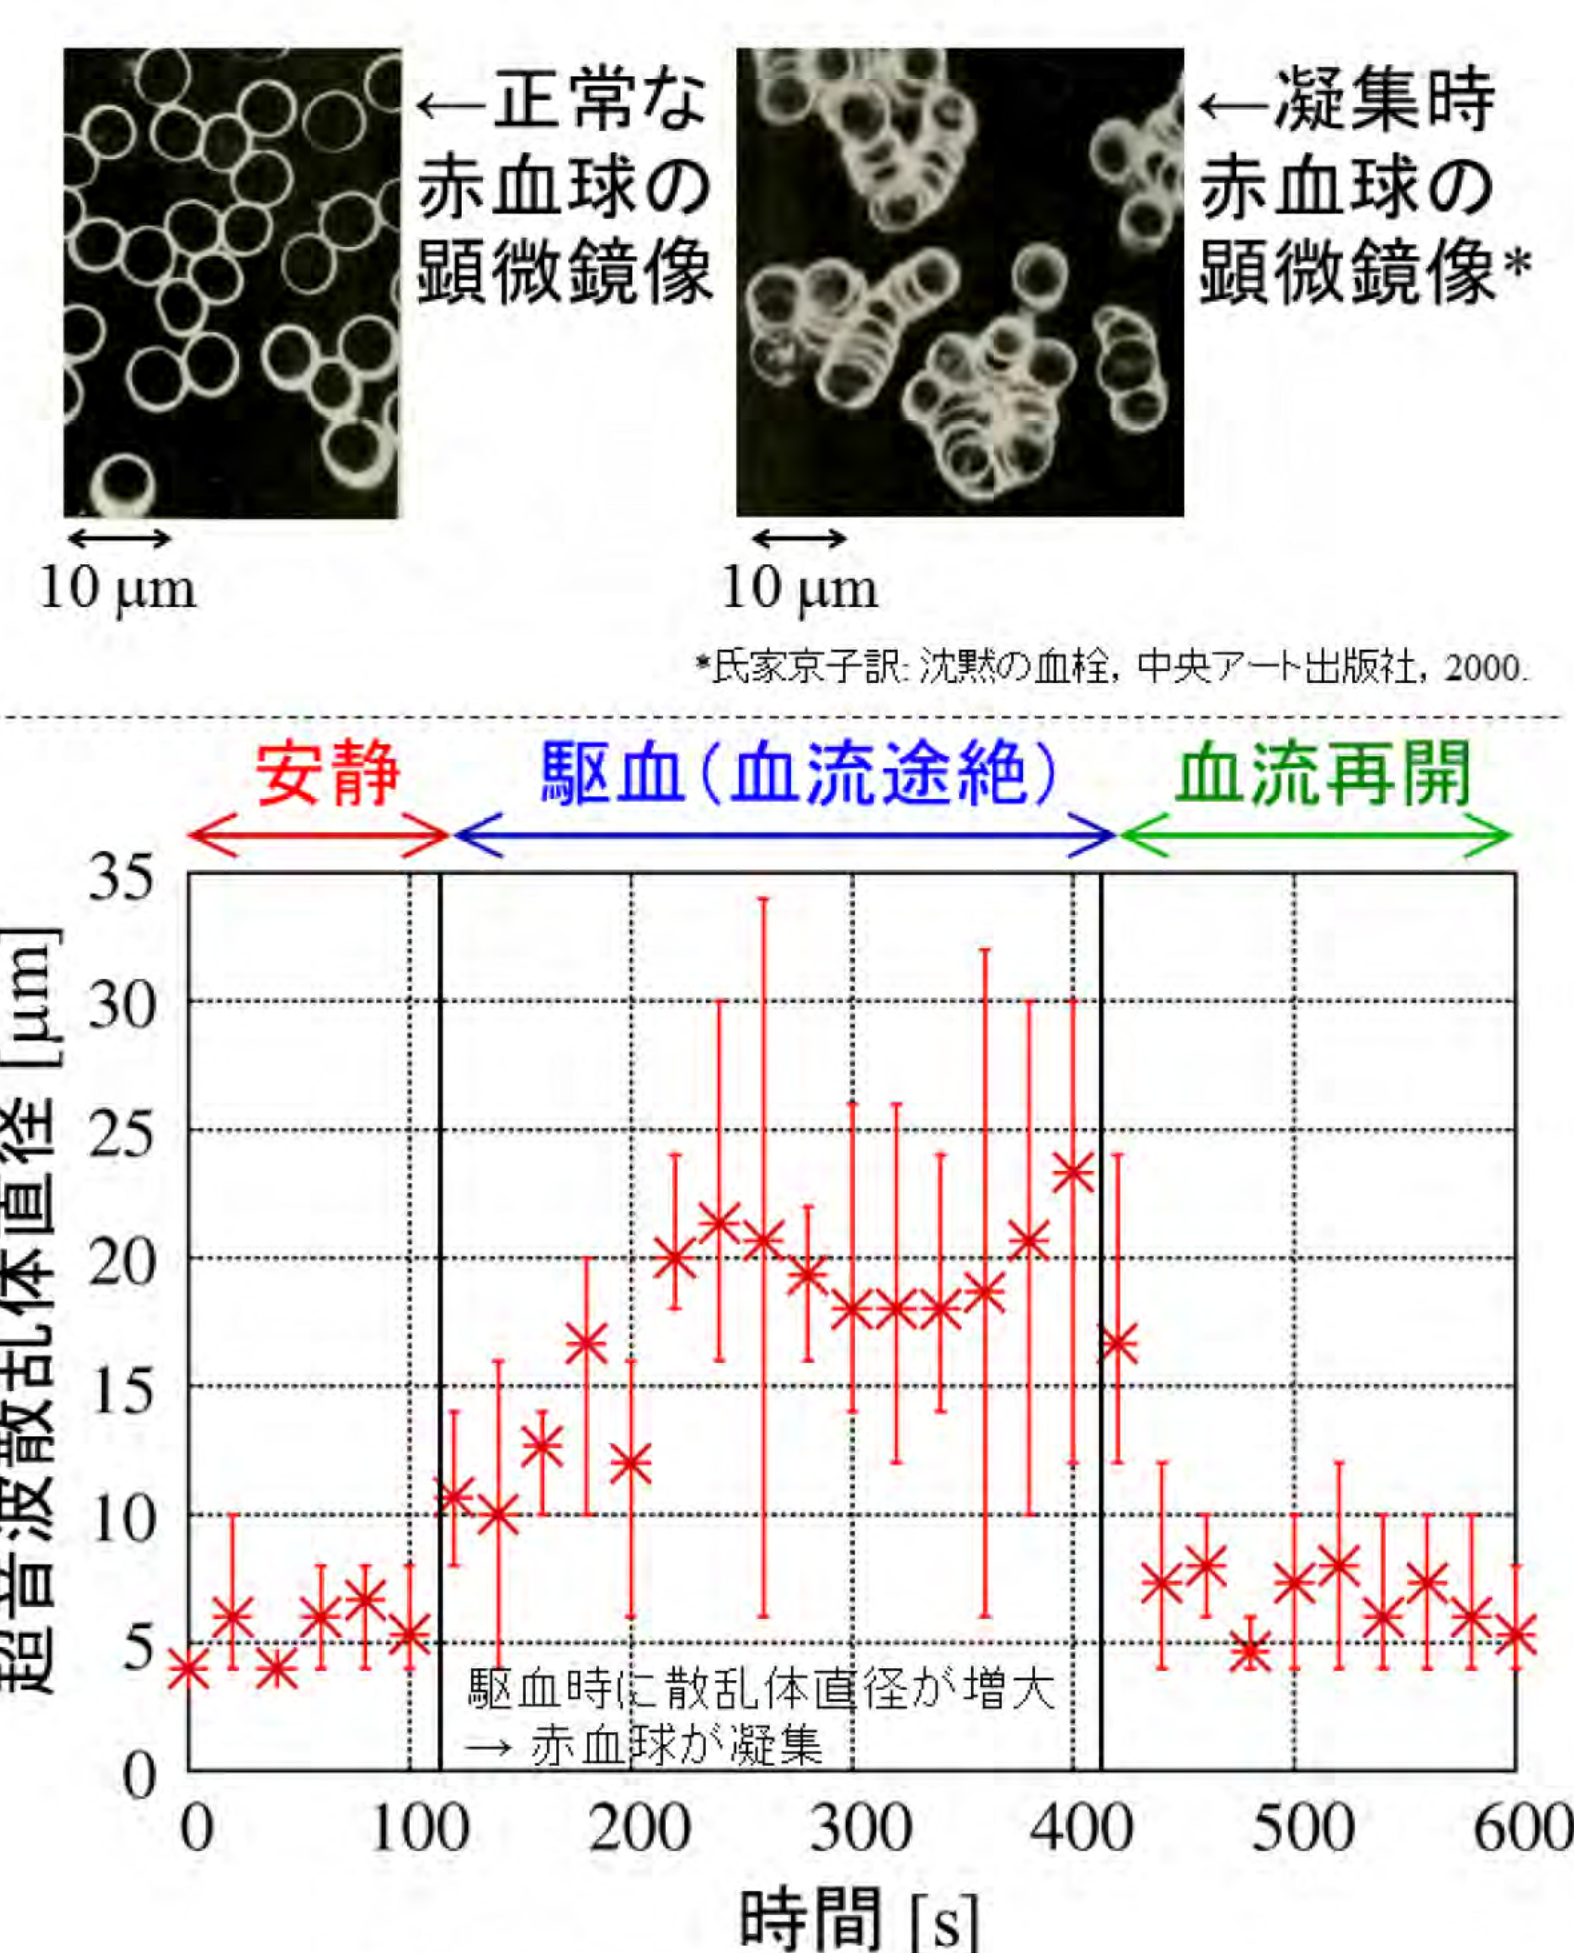 ←正常な
赤血球の
顕微鏡像
←凝集時
赤血球の
顕微鏡像*
10 μm
10 μm
*氏家京子訳: 沈黙の血栓, 中央アート出版社, 2000.
安静
駆血(血流途絶)
血流再開
超音波散乱体直径 [μm]
35
30
25
20
15
10
5
0
駆血時に散乱体直径が増大
→ 赤血球が凝集
0 100 200 300 400 500 600
時間 [s]